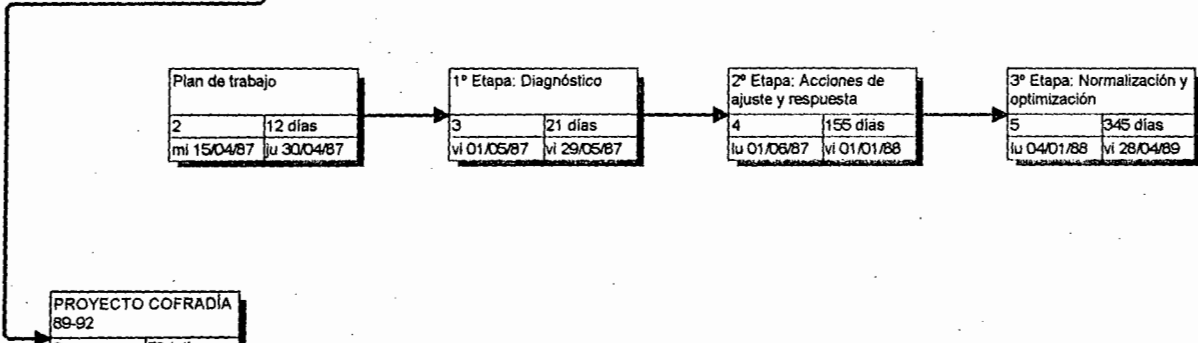 Plan de trabajo
2 12 días
mi 15/04/87 ju 30/04/87
1º Etapa: Diagnóstico
3 21 días
vi 01/05/87 vi 29/05/87
2º Etapa: Acciones de
ajuste y respuesta
4 155 días
lu 01/06/87 vi 01/01/88
3º Etapa: Normalización y
optimización
5 345 días
lu 04/01/88 vi 28/04/89
PROYECTO COFRADÍA
89-92